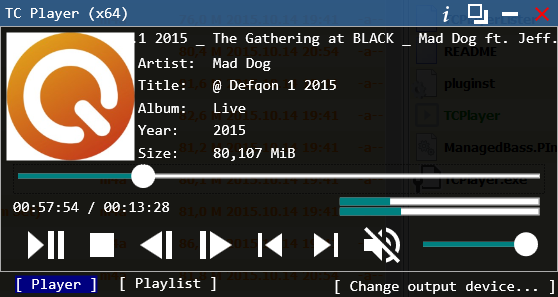 TC Player (x64)
.1 2015 _ The Gathering at BLACK _ Mad Dog ft. Jeff.
Artist: Mad Dog
Title: @ Defqon 1 2015
Album: Live
Year: 2015
Size: 80,107 MiB
README
pluginst
TCPlayer
ManagedBass.PIn
TCPlayer.exe
00:57:54 / 00:13:28
[ Player ] [ Playlist ] [ Change output device... ]